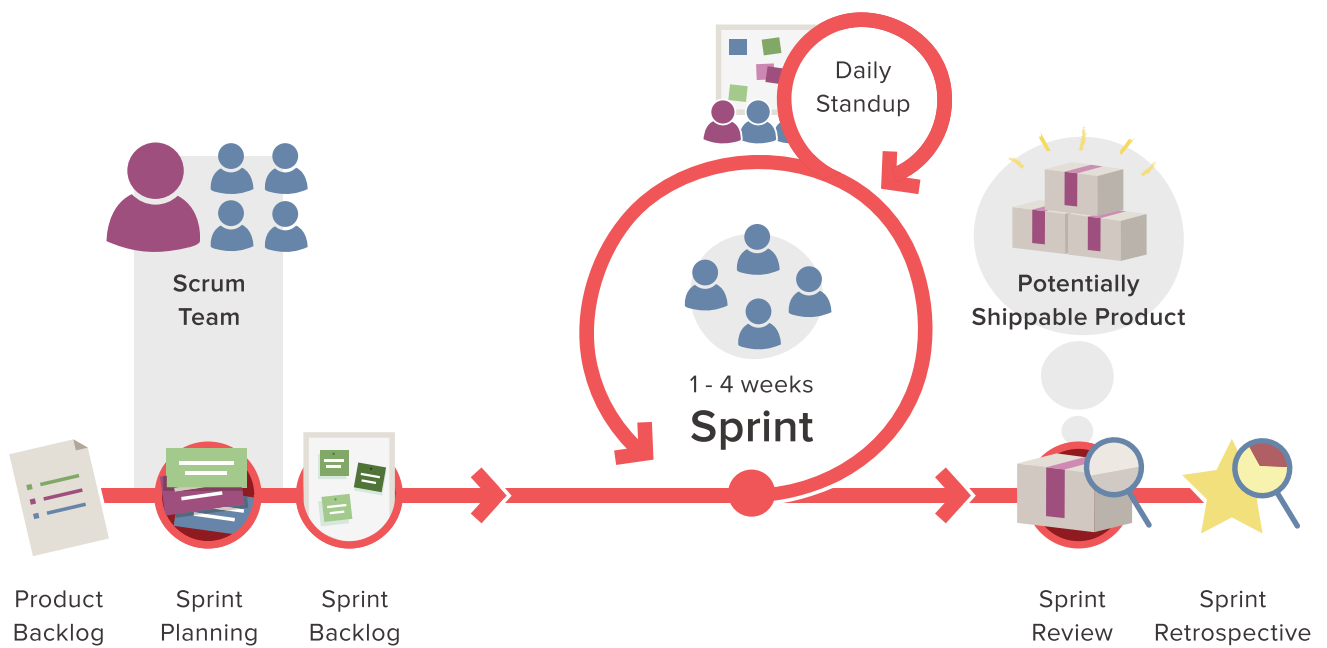 Daily
Standup
Scrum
Team
Potentially
Shippable Product
1 - 4 weeks
Sprint
Product
Backlog
Sprint
Planning
Sprint
Backlog
Sprint
Review
Sprint
Retrospective